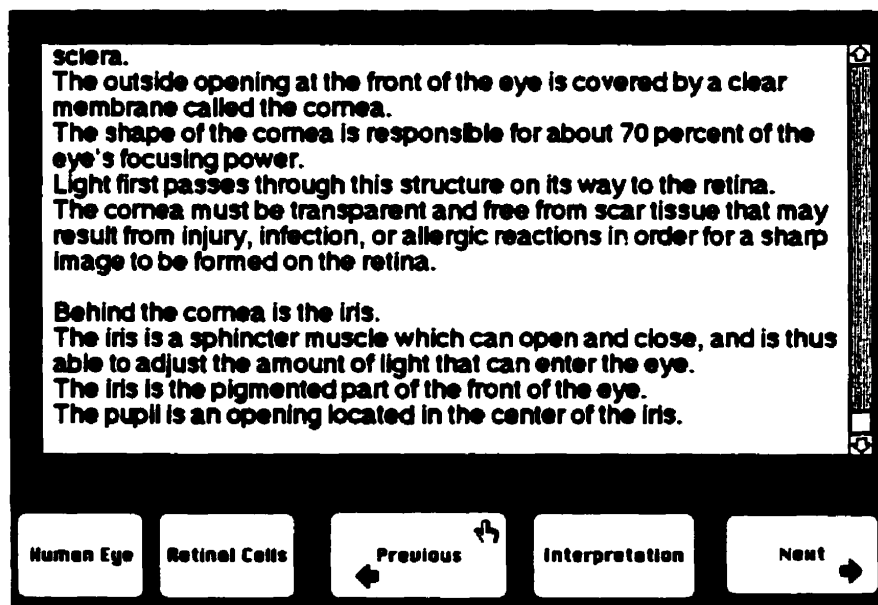 sclera.
The outside opening at the front of the eye is covered by a clear
membrane called the cornea.
The shape of the cornea is responsible for about 70 percent of the
eye's focusing power.
Light first passes through this structure on its way to the retina.
The cornea must be transparent and free from scar tissue that may
result from injury, infection, or allergic reactions in order for a sharp
image to be formed on the retina.
Behind the cornea is the iris.
The iris is a sphincter muscle which can open and close, and is thus
able to adjust the amount of light that can enter the eye.
The iris is the pigmented part of the front of the eye.
The pupil is an opening located in the center of the iris.
Human Eye Retinal Cells Previous Interpretation Next